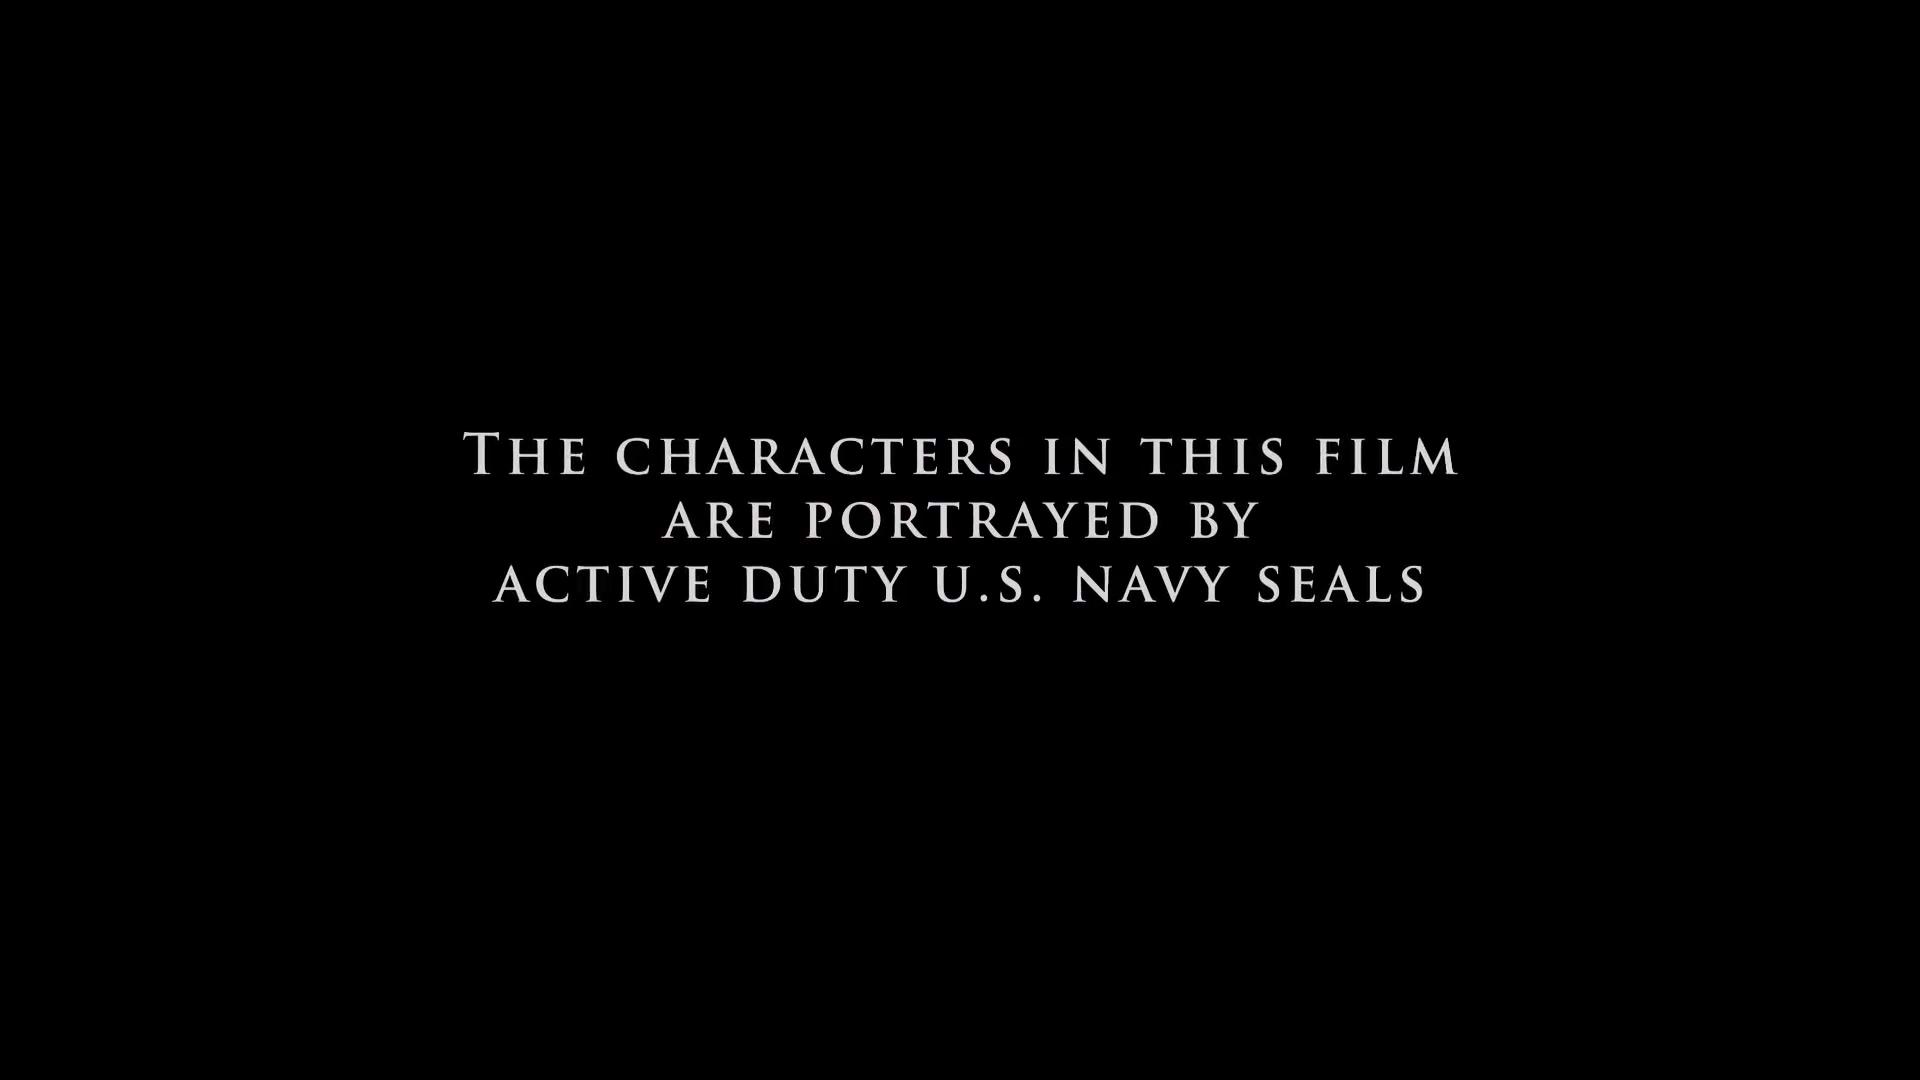 The characters in this film
are portrayed by
active duty U.S. Navy SEALs